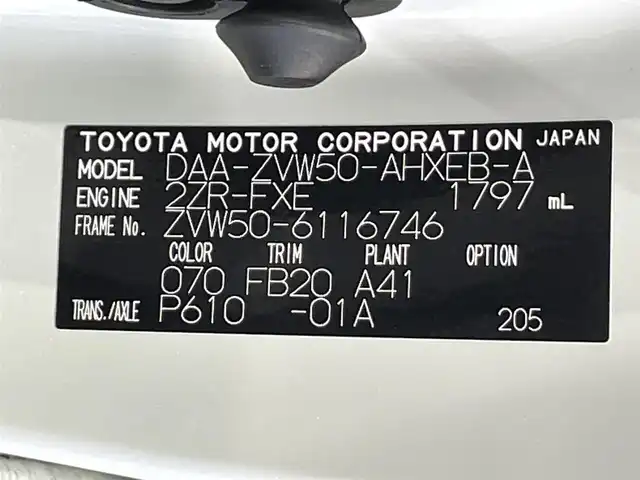 TOYOTA MOTOR CORPORATION JAPAN
MODEL DAA-ZVW50-AHXEB-A
ENGINE 2ZR-FXE 1797 mL
FRAME No. ZVW50-6116746
COLOR TRIM PLANT OPTION
070 FB20 A41
TRANS./AXLE P610 -01A 205